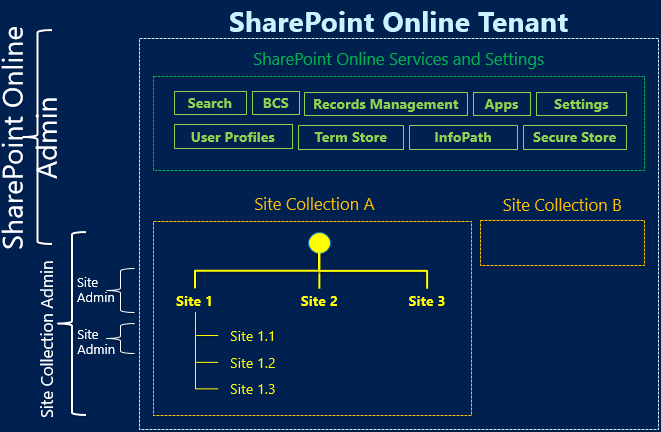 SharePoint Online Tenant
SharePoint Online
Admin
SharePoint Online Services and Settings
Search
BCS
Records Management
Apps
Settings
User Profiles
Term Store
InfoPath
Secure Store
Site Collection A
Site Collection B
Site Collection Admin
Site
Admin
Site 1
Site 2
Site 3
Site
Admin
Site 1.1
Site 1.2
Site 1.3